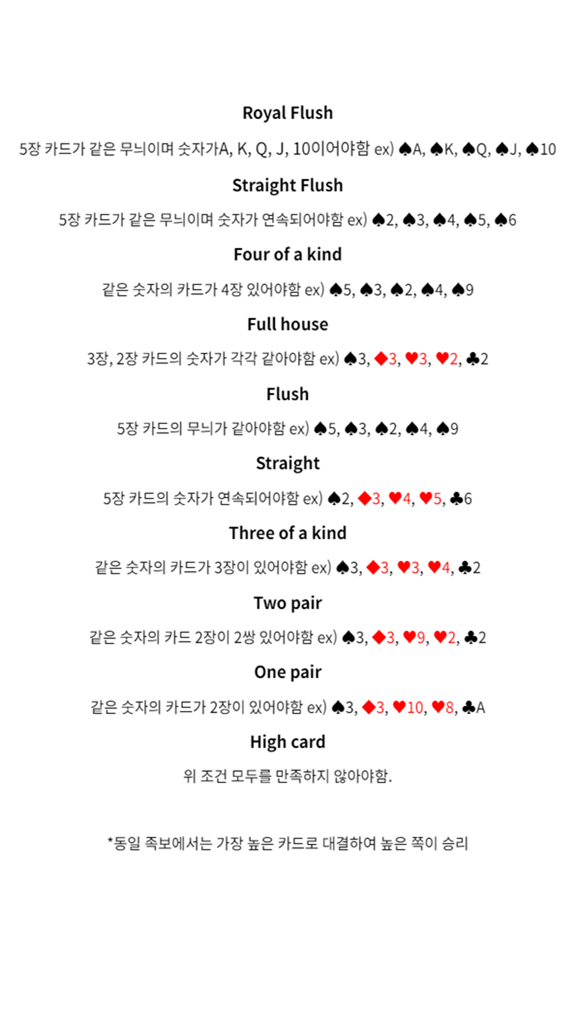 Royal Flush
5장 카드가 같은 무늬이며 숫자가A, K, Q, J, 10이어야함 ex) ♠A, ♠K, ♠Q, ♠J, ♠10
Straight Flush
5장 카드가 같은 무늬이며 숫자가 연속되어야함 ex) ♠2, ♠3, ♠4, ♠5, ♠6
Four of a kind
같은 숫자의 카드가 4장 있어야함 ex) ♠5, ♠3, ♠2, ♠4, ♠9
Full house
3장, 2장 카드의 숫자가 각각 같아야함 ex) ♠3, ♦3, ♥3, ♥2, ♣2
Flush
5장 카드의 무늬가 같아야함 ex) ♠5, ♠3, ♠2, ♠4, ♠9
Straight
5장 카드의 숫자가 연속되어야함 ex) ♠2, ♦3, ♥4, ♥5, ♣6
Three of a kind
같은 숫자의 카드가 3장이 있어야함 ex) ♠3, ♦3, ♥3, ♥4, ♣2
Two pair
같은 숫자의 카드 2장이 2쌍 있어야함 ex) ♠3, ♦3, ♥9, ♥2, ♣2
One pair
같은 숫자의 카드가 2장이 있어야함 ex) ♠3, ♦3, ♥10, ♥8, ♣A
High card
위 조건 모두를 만족하지 않아야함.
*동일 족보에서는 가장 높은 카드로 대결하여 높은 쪽이 승리